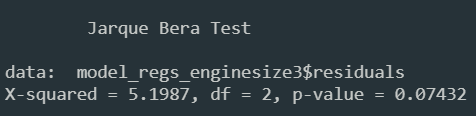 Jarque Bera Test
data:  model_regs_enginesize3$residuals
X-squared = 5.1987, df = 2, p-value = 0.07432